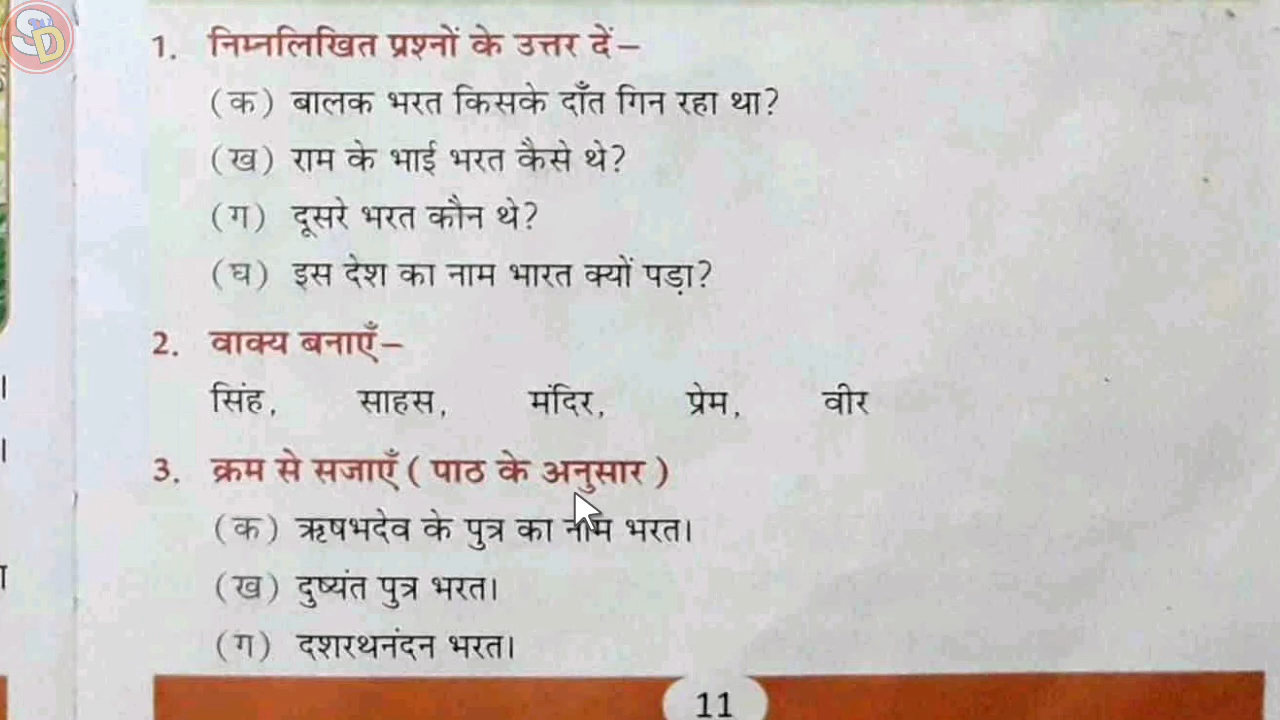 SD
1. निम्नलिखित प्रश्नों के उत्तर दें–
(क) बालक भरत किसके दाँत गिन रहा था?
(ख) राम के भाई भरत कैसे थे?
(ग) दूसरे भरत कौन थे?
(घ) इस देश का नाम भारत क्यों पड़ा?
2. वाक्य बनाएँ–
सिंह, साहस, मंदिर, प्रेम, वीर
3. क्रम से सजाएँ ( पाठ के अनुसार )
(क) ऋषभदेव के पुत्र का नाम भरत।
(ख) दुष्यंत पुत्र भरत।
(ग) दशरथनंदन भरत।
11